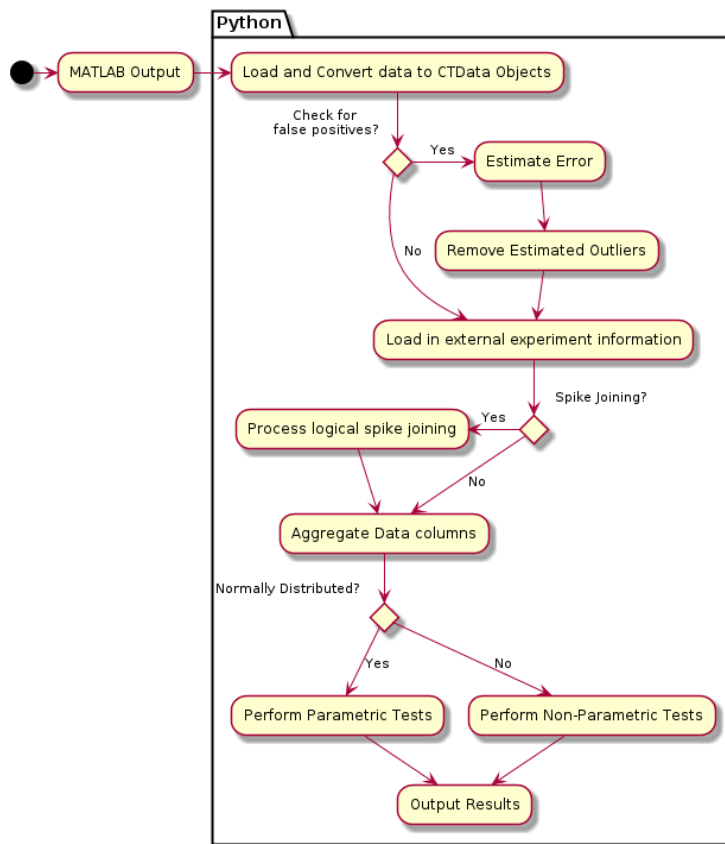 Python
MATLAB Output
Load and Convert data to CTData Objects
Check for
false positives?
Yes
Estimate Error
No
Remove Estimated Outliers
Load in external experiment information
Spike Joining?
Yes
Process logical spike joining
No
Aggregate Data columns
Normally Distributed?
Yes
No
Perform Parametric Tests
Perform Non-Parametric Tests
Output Results